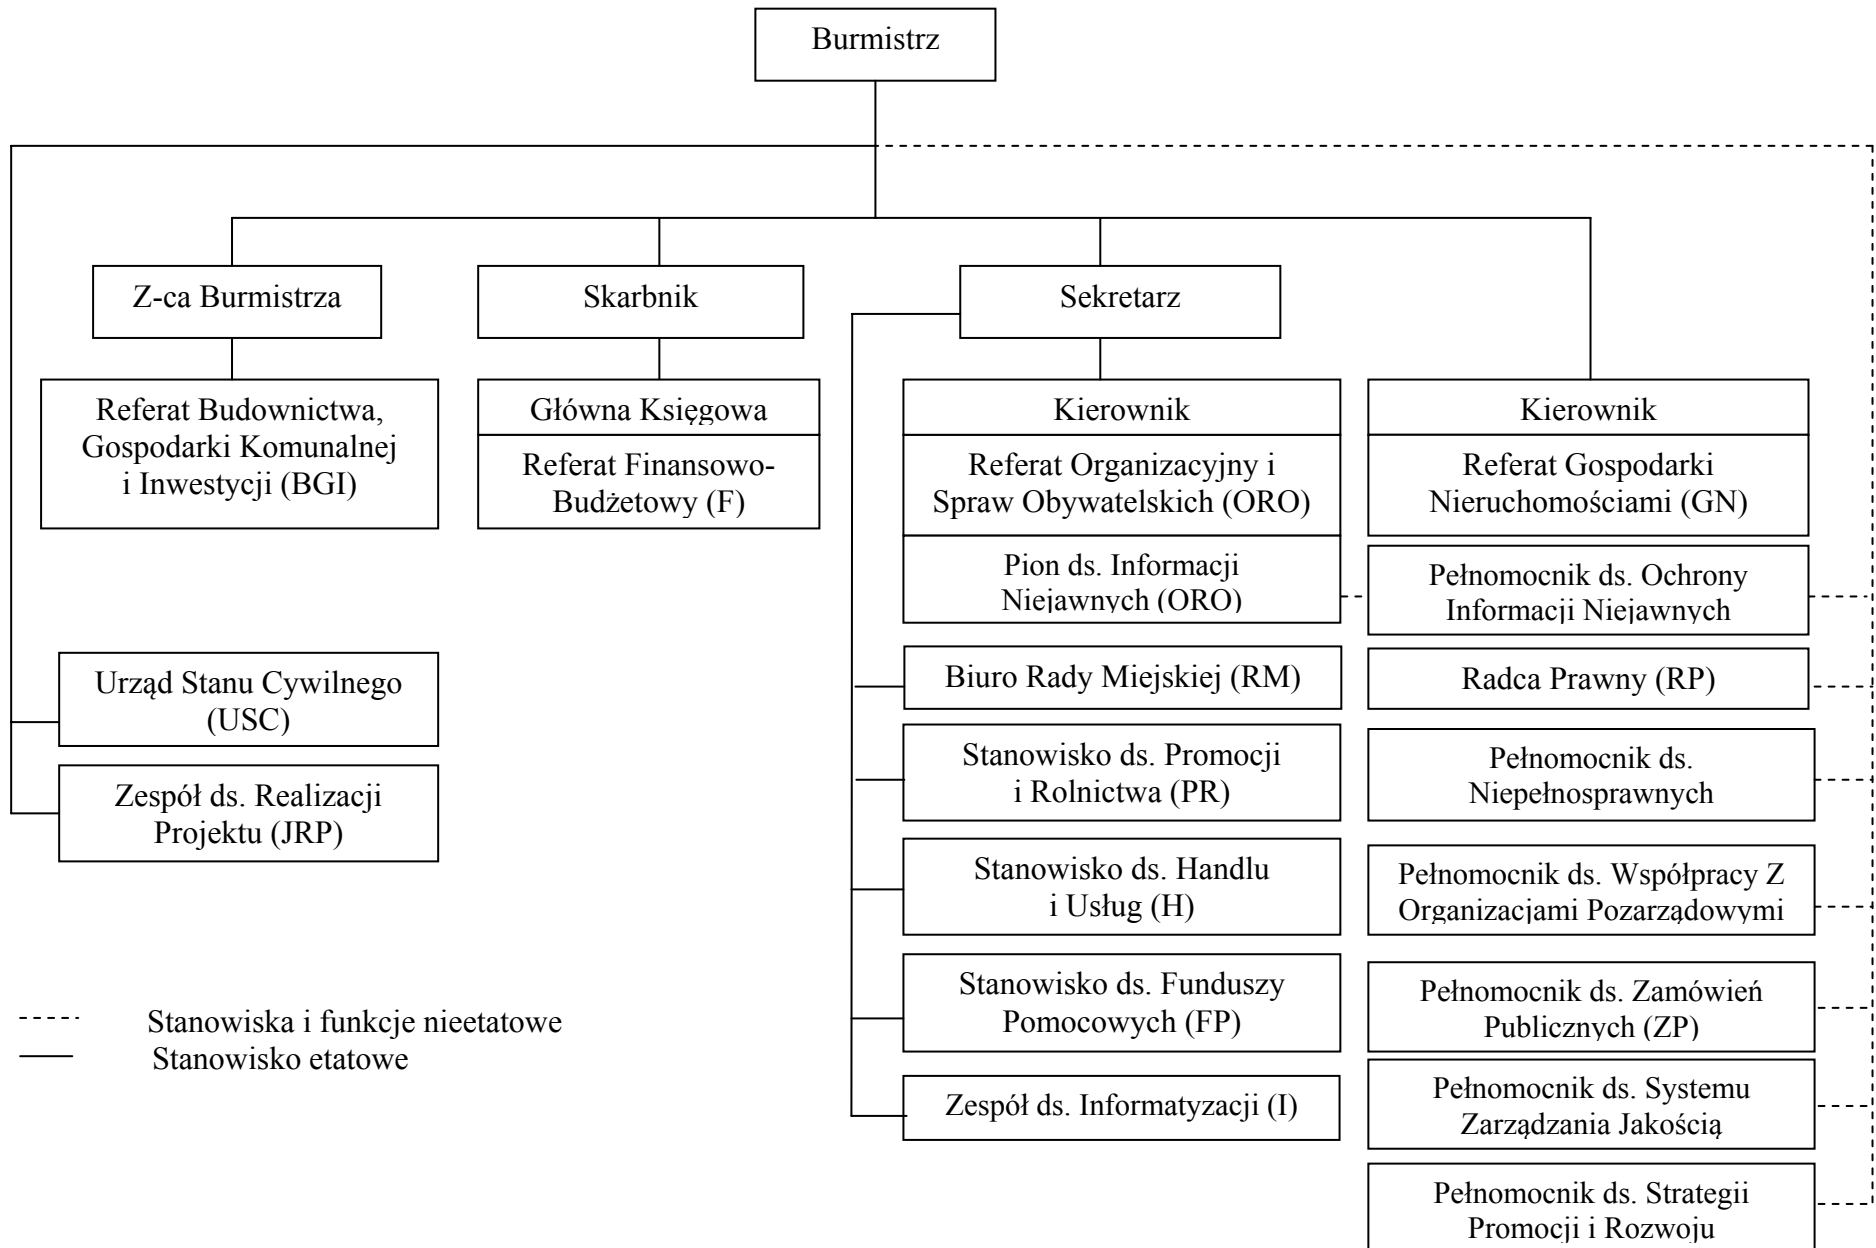 Burmistrz
Z-ca Burmistrza
Skarbnik
Sekretarz
Referat Budownictwa,
Gospodarki Komunalnej
i Inwestycji (BGI)
Główna Księgowa
Referat Finansowo-
Budżetowy (F)
Kierownik
Referat Organizacyjny i
Spraw Obywatelskich (ORO)
Pion ds. Informacji
Niejawnych (ORO)
Kierownik
Referat Gospodarki
Nieruchomościami (GN)
Pełnomocnik ds. Ochrony
Informacji Niejawnych
Urząd Stanu Cywilnego
(USC)
Zespół ds. Realizacji
Projektu (JRP)
Biuro Rady Miejskiej (RM)
Stanowisko ds. Promocji
i Rolnictwa (PR)
Stanowisko ds. Handlu
i Usług (H)
Stanowisko ds. Funduszy
Pomocowych (FP)
Zespół ds. Informatyzacji (I)
Radca Prawny (RP)
Pełnomocnik ds.
Niepełnosprawnych
Pełnomocnik ds. Współpracy Z
Organizacjami Pozarządowymi
Pełnomocnik ds. Zamówień
Publicznych (ZP)
Pełnomocnik ds. Systemu
Zarządzania Jakością
Pełnomocnik ds. Strategii
Promocji i Rozwoju
Stanowiska i funkcje nieetatowe
Stanowisko etatowe